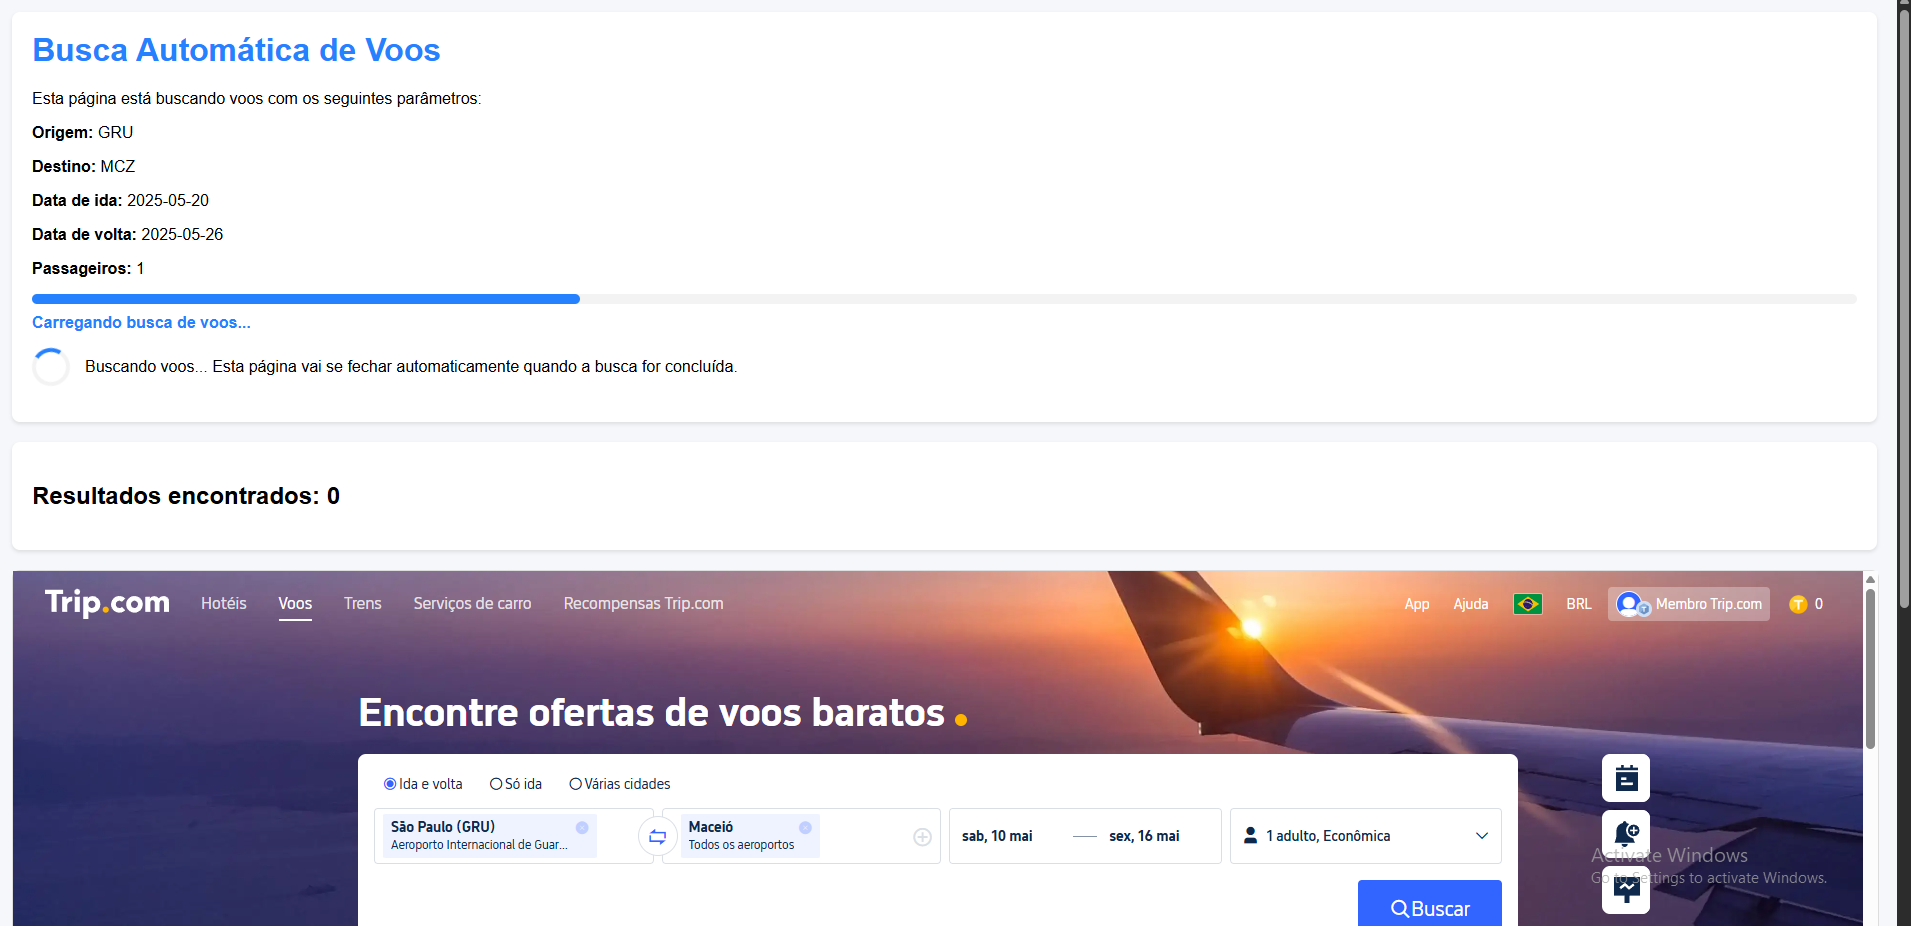 Busca Automática de Voos
Esta página está buscando voos com os seguintes parâmetros:
Origem: GRU
Destino: MCZ
Data de ida: 2025-05-20
Data de volta: 2025-05-26
Passageiros: 1
Carregando busca de voos...
Buscando voos... Esta página vai se fechar automaticamente quando a busca for concluída.
Resultados encontrados: 0
Trip.com Hotéis Voos Trens Serviços de carro Recompensas Trip.com App Ajuda BRL Membro Trip.com T 0
Encontre ofertas de voos baratos
Ida e volta Só ida Várias cidades
São Paulo (GRU)
Aeroporto Internacional de Guar...
Maceió
Todos os aeroportos
sab, 10 mai — sex, 16 mai
1 adulto, Econômica
Buscar
Activate Windows
Go to Settings to activate Windows.